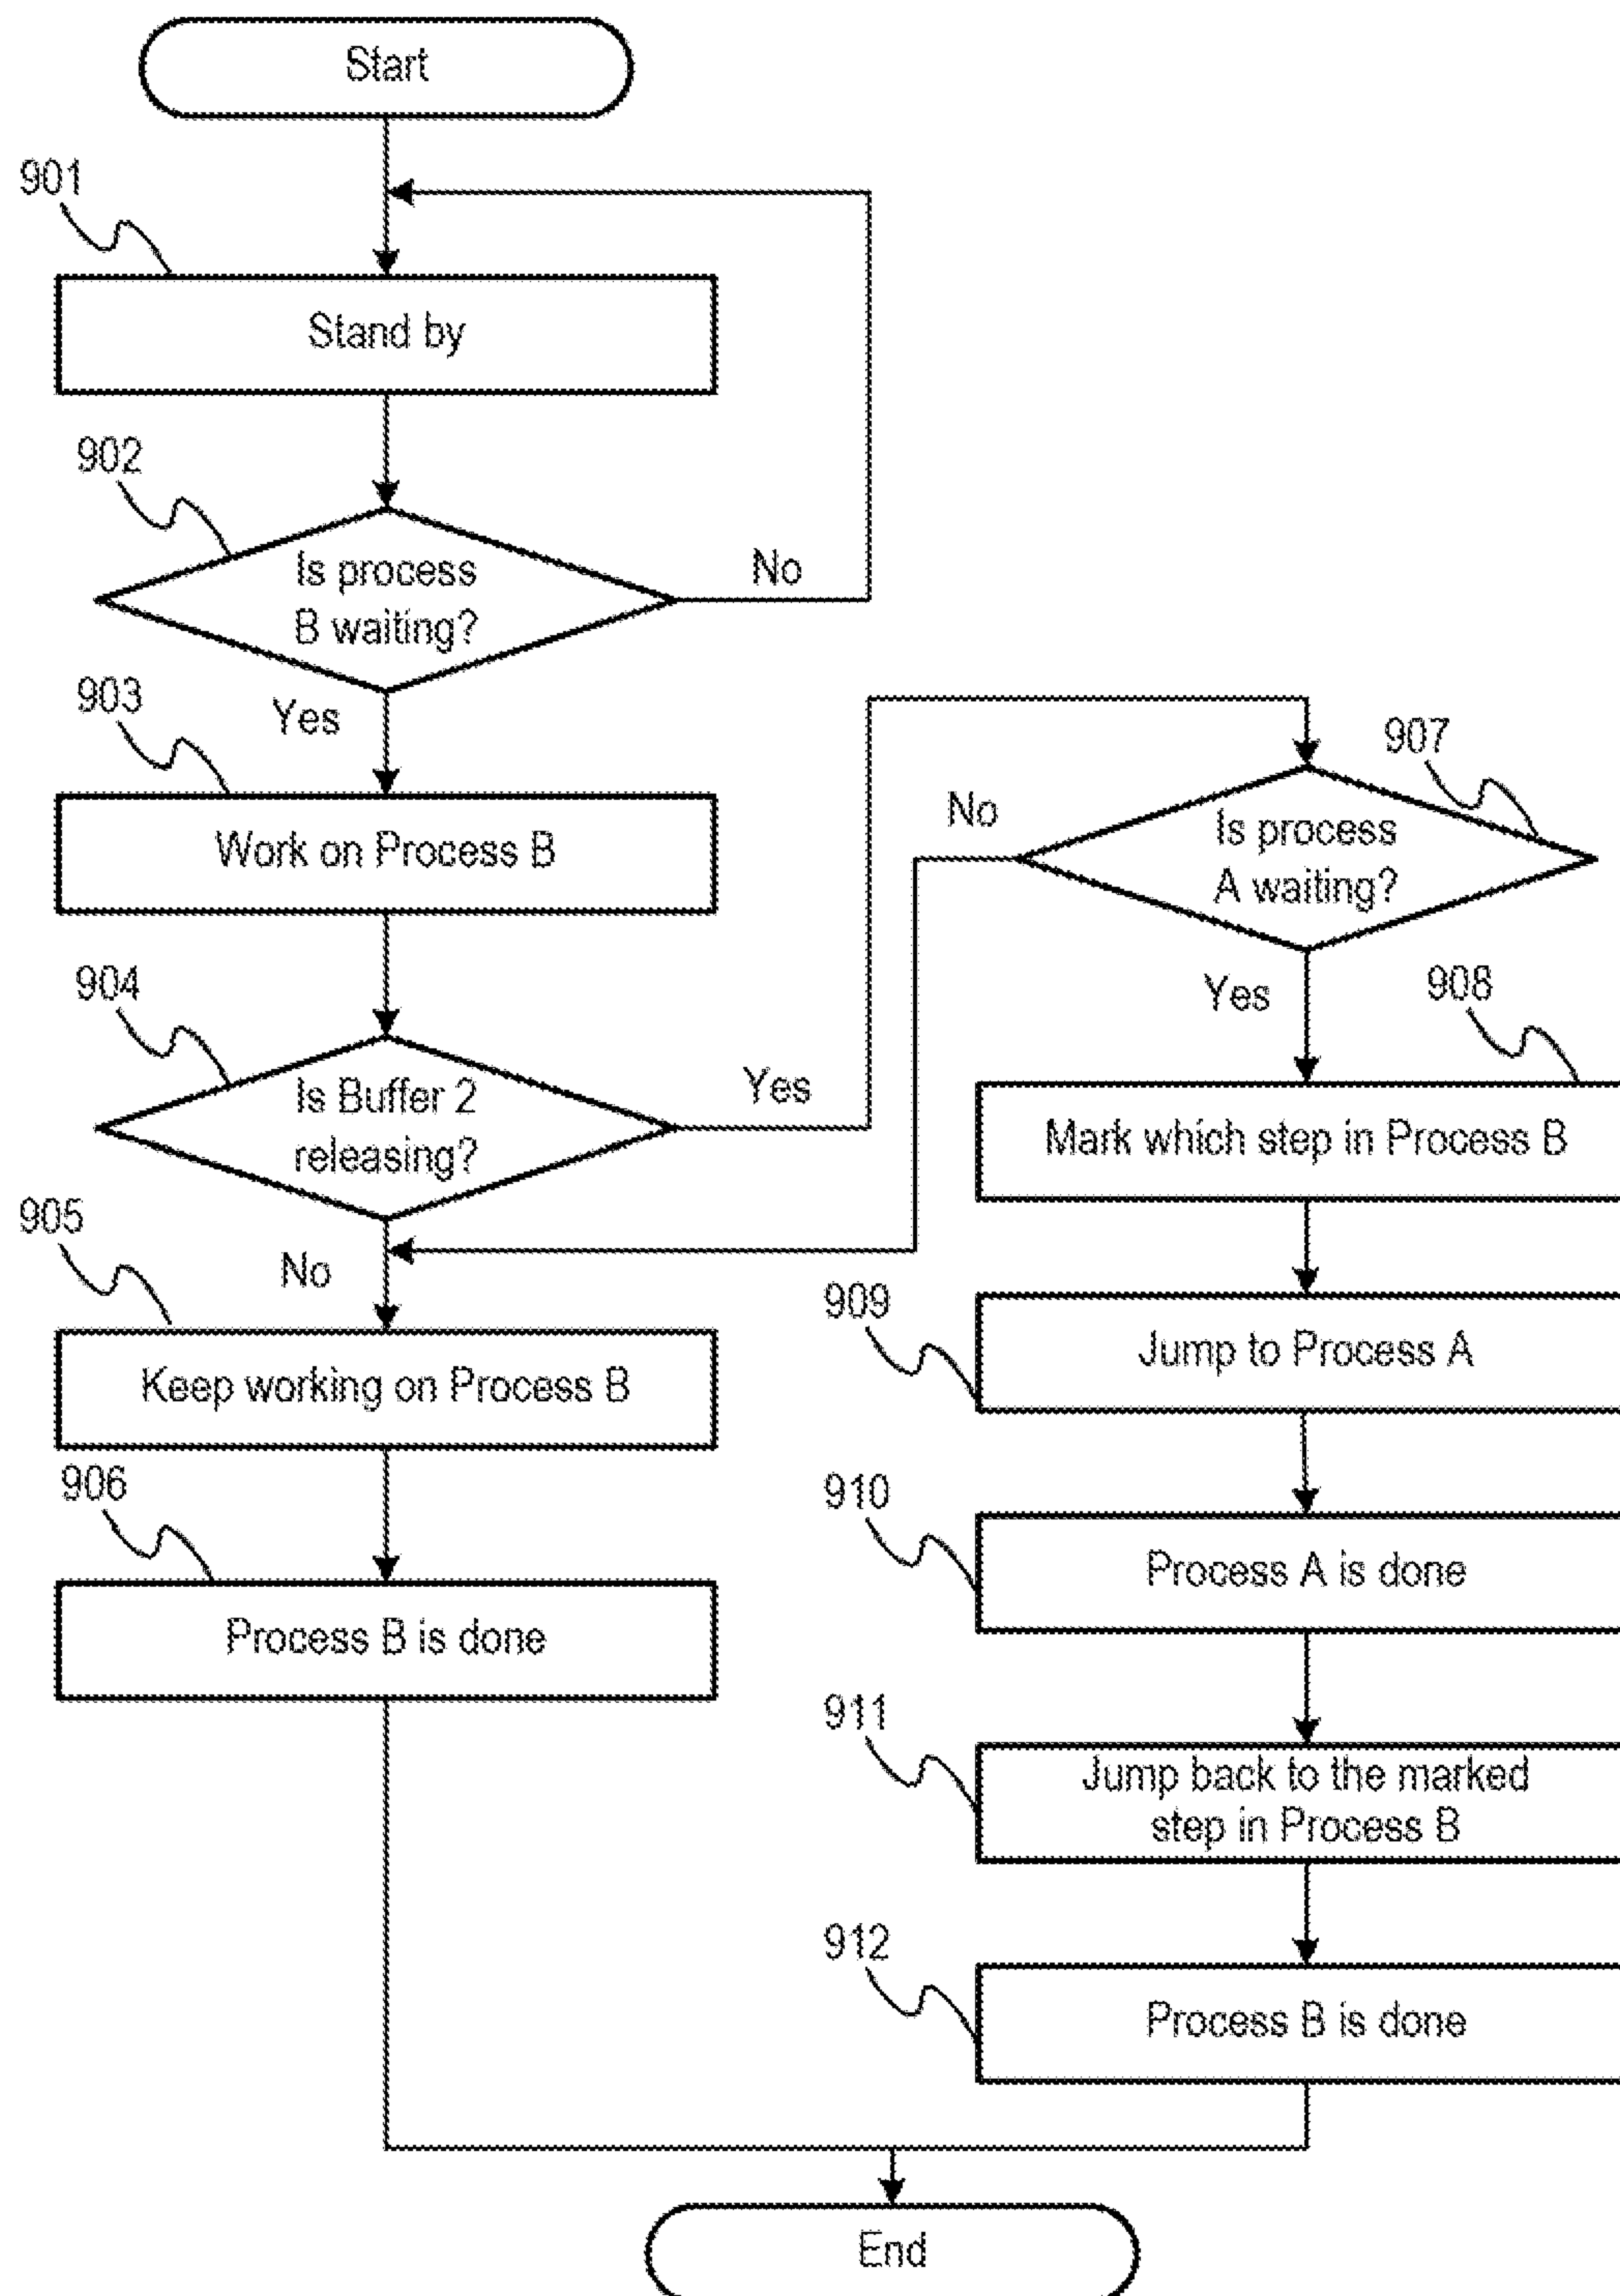 Start
901
Stand by
902
Is process
B waiting?
No
Yes
903
Work on Process B
904
Is Buffer 2
releasing?
Yes
No
905
Keep working on Process B
906
Process B is done
907
Is process
A waiting?
No
Yes
908
Mark which step in Process B
909
Jump to Process A
910
Process A is done
911
Jump back to the marked
step in Process B
912
Process B is done
End